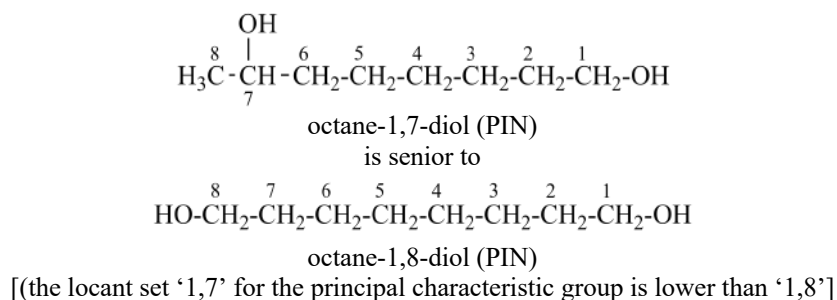 OH
8 6 5 4 3 2 1
H₃C-CH-CH₂-CH₂-CH₂-CH₂-CH₂-CH₂-OH
7
octane-1,7-diol (PIN)
is senior to
8 7 6 5 4 3 2 1
HO-CH₂-CH₂-CH₂-CH₂-CH₂-CH₂-CH₂-CH₂-OH
octane-1,8-diol (PIN)
[(the locant set ‘1,7’ for the principal characteristic group is lower than ‘1,8’]